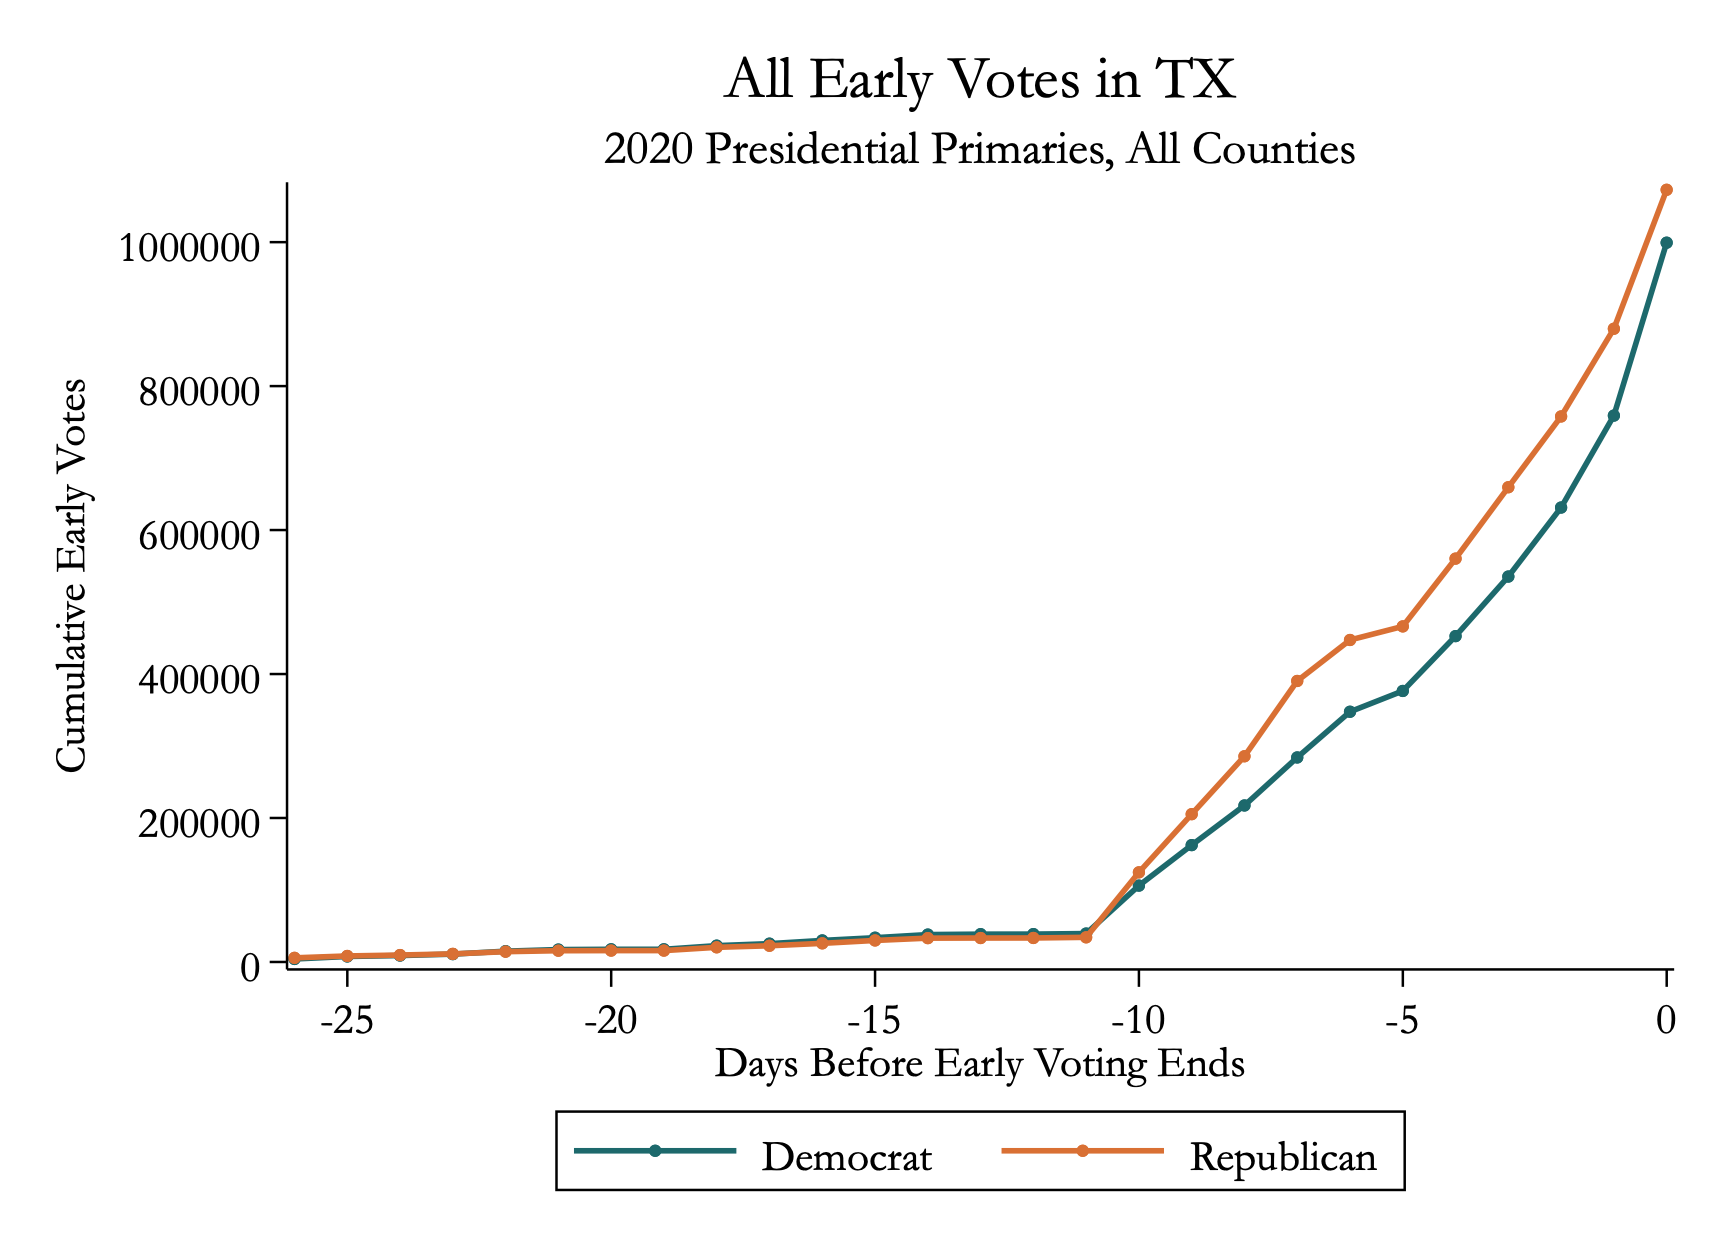 All Early Votes in TX
2020 Presidential Primaries, All Counties
Cumulative Early Votes
1000000
800000
600000
400000
200000
0
-25 -20 -15 -10 -5 0
Days Before Early Voting Ends
Democrat Republican